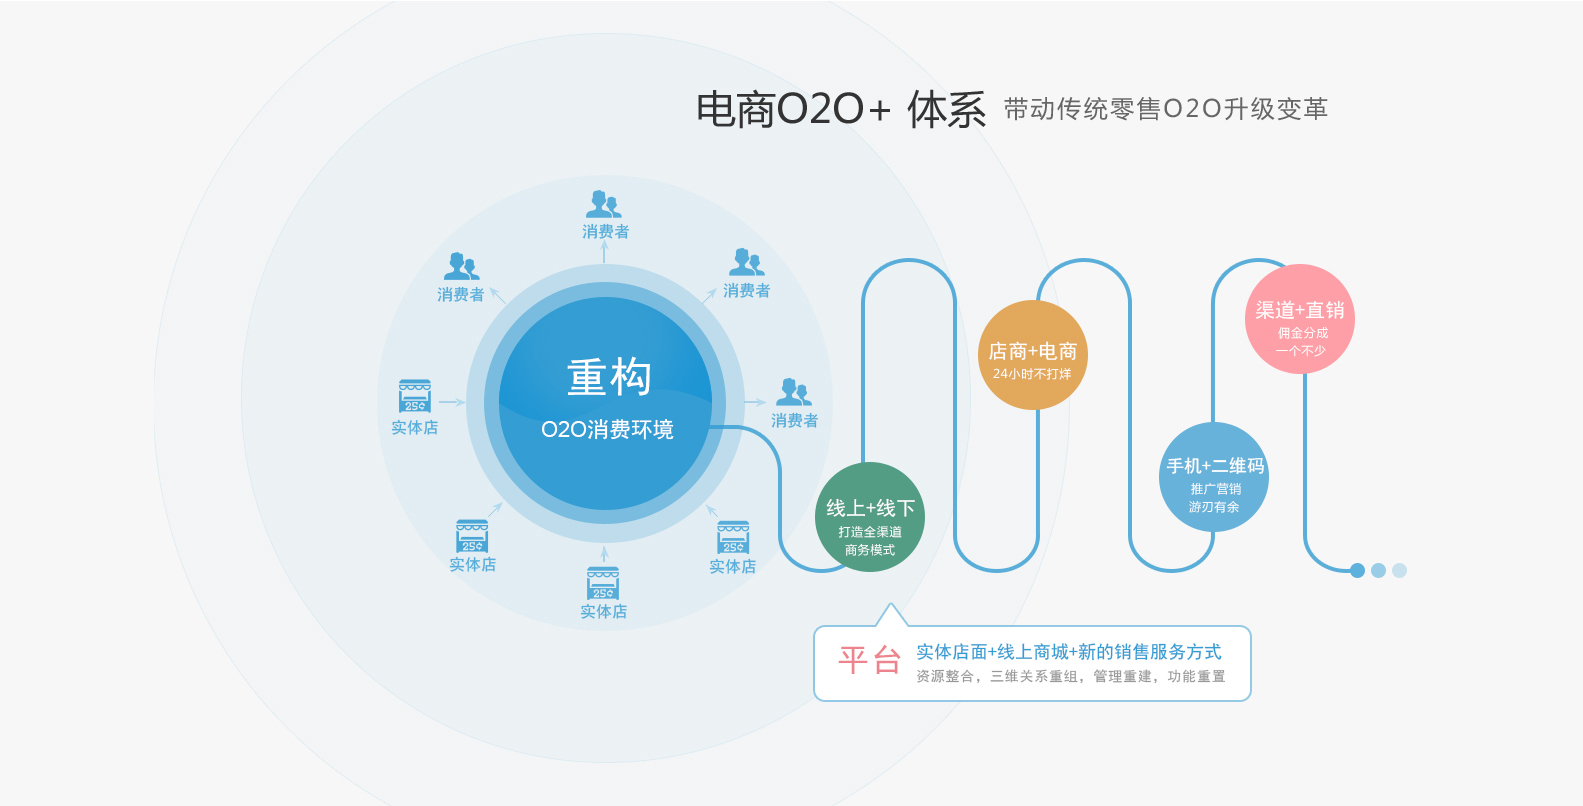 电商O2O+ 体系 带动传统零售O2O升级变革
消费者
消费者
消费者
消费者
实体店
实体店
实体店
实体店
25¢
25¢
25¢
25¢
重构
O2O消费环境
线上+线下
打造全渠道
商务模式
店商+电商
24小时不打烊
手机+二维码
推广营销
游刃有余
渠道+直销
佣金分成
一个不少
平台
实体店面+线上商城+新的销售服务方式
资源整合，三维关系重组，管理重建，功能重置